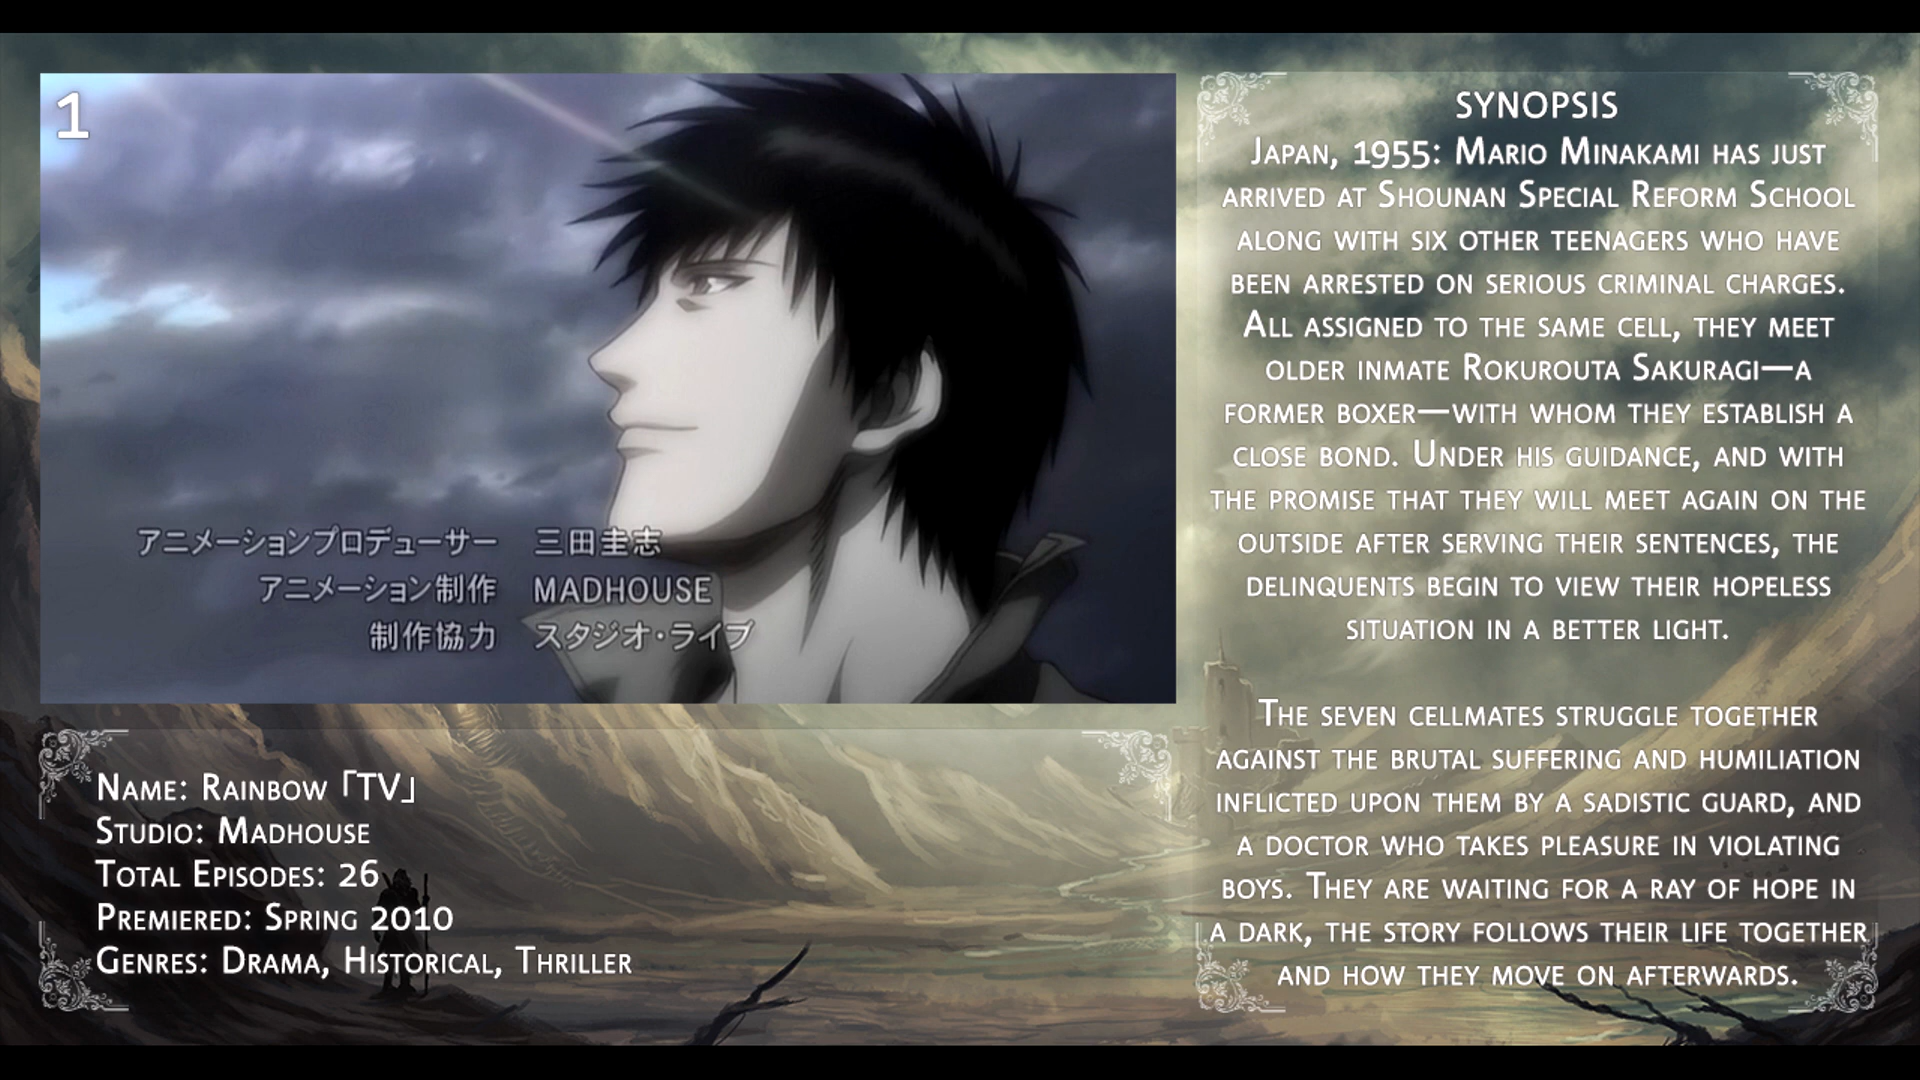 1
アニメーションプロデューサー 三田圭志
アニメーション制作 MADHOUSE
制作協力 スタジオ・ライブ
Name: Rainbow「TV」
Studio: Madhouse
Total Episodes: 26
Premiered: Spring 2010
Genres: Drama, Historical, Thriller
SYNOPSIS
Japan, 1955: Mario Minakami has just
arrived at Shounan Special Reform School
along with six other teenagers who have
been arrested on serious criminal charges.
All assigned to the same cell, they meet
older inmate Rokurouta Sakuragi—a
former boxer—with whom they establish a
close bond. Under his guidance, and with
the promise that they will meet again on the
outside after serving their sentences, the
delinquents begin to view their hopeless
situation in a better light.
The seven cellmates struggle together
against the brutal suffering and humiliation
inflicted upon them by a sadistic guard, and
a doctor who takes pleasure in violating
boys. They are waiting for a ray of hope in
a dark, the story follows their life together
and how they move on afterwards.